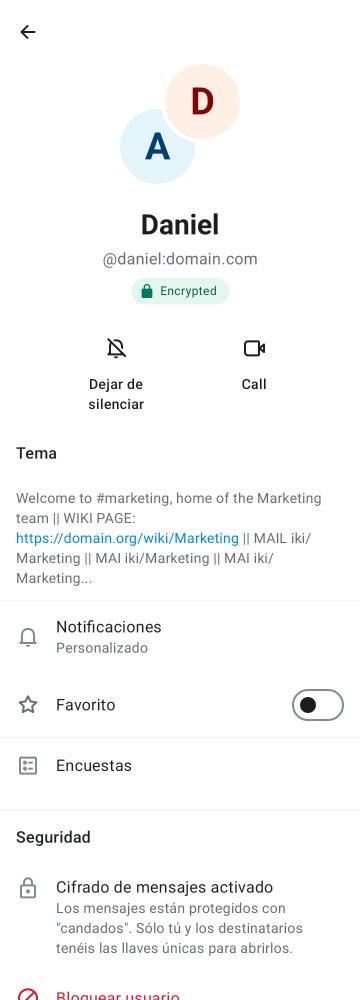 D
A
Daniel
@daniel:domain.com
Encrypted
Dejar de
silenciar
Call
Tema
Welcome to #marketing, home of the Marketing
team || WIKI PAGE:
https://domain.org/wiki/Marketing || MAIL iki/
Marketing || MAI iki/Marketing || MAI iki/
Marketing...
Notificaciones
Personalizado
Favorito
Encuestas
Seguridad
Cifrado de mensajes activado
Los mensajes están protegidos con
"candados". Sólo tú y los destinatarios
tenéis las llaves únicas para abrirlos.
Bloquear usuario